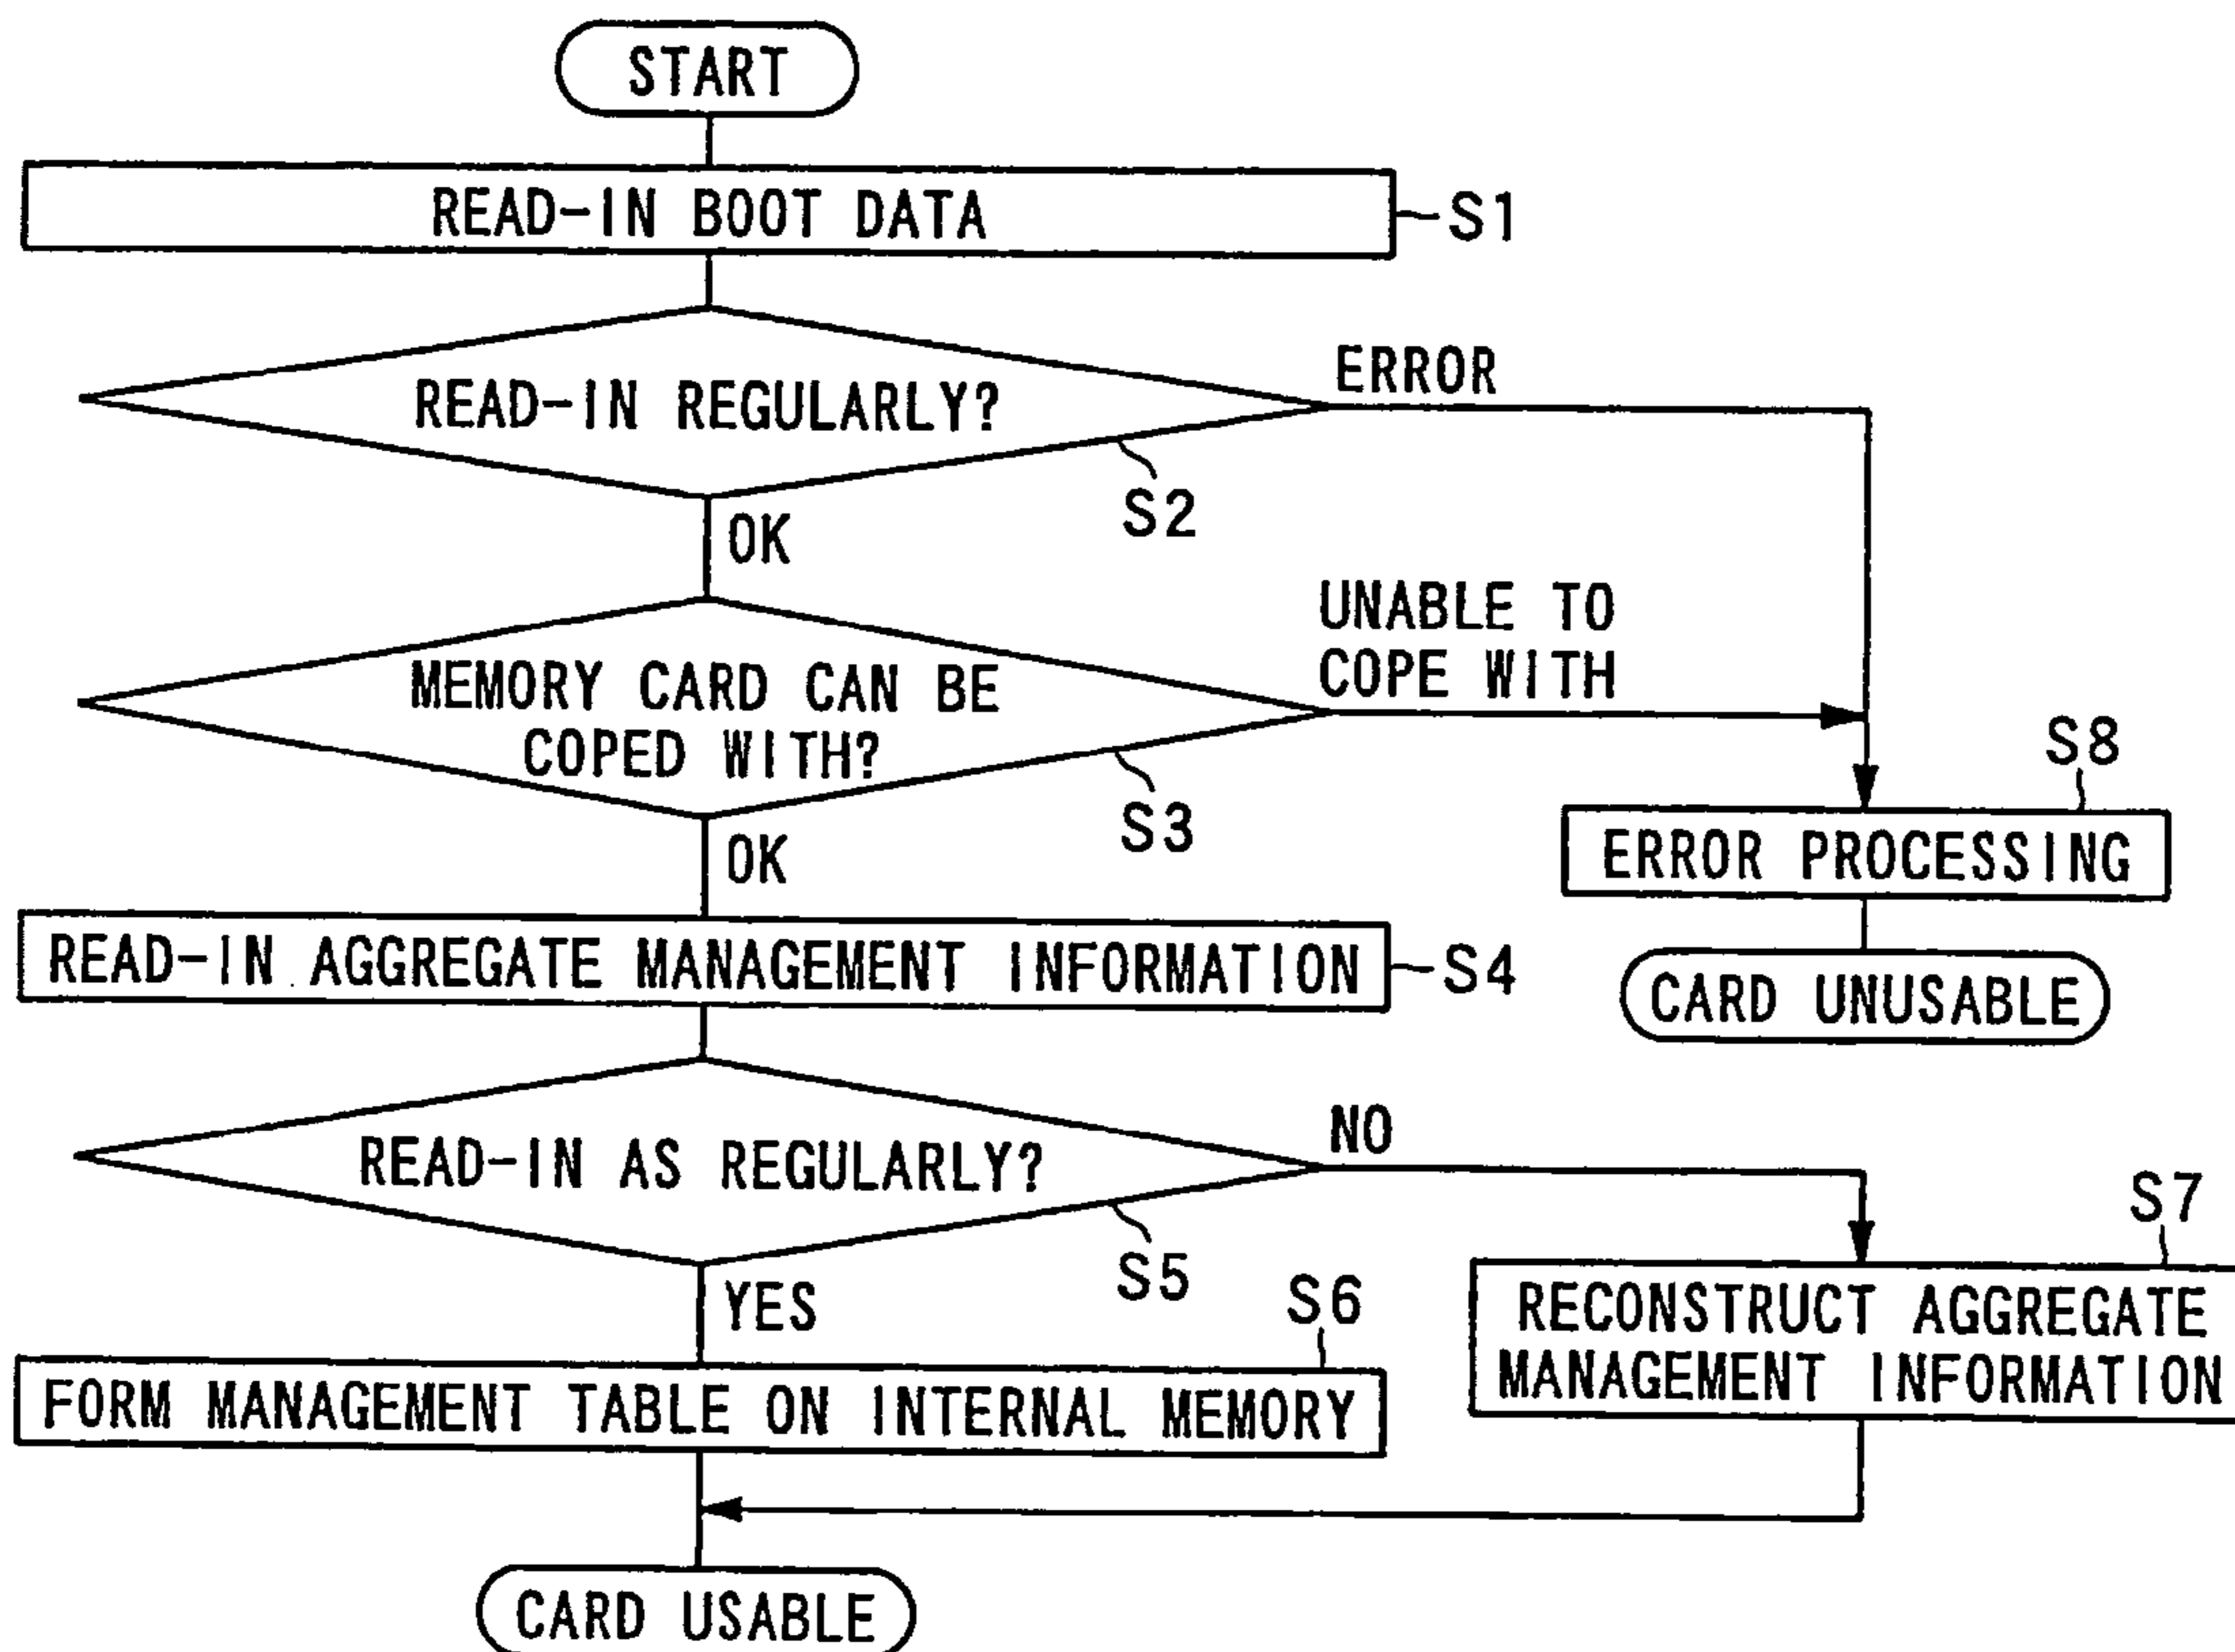 START
READ-IN BOOT DATA
S1
READ-IN REGULARLY?
ERROR
S2
OK
MEMORY CARD CAN BE
COPED WITH?
UNABLE TO
COPE WITH
S3
OK
S8
ERROR PROCESSING
CARD UNUSABLE
READ-IN AGGREGATE MANAGEMENT INFORMATION
S4
READ-IN AS REGULARLY?
NO
S5
YES
S7
RECONSTRUCT AGGREGATE
MANAGEMENT INFORMATION
S6
FORM MANAGEMENT TABLE ON INTERNAL MEMORY
CARD USABLE